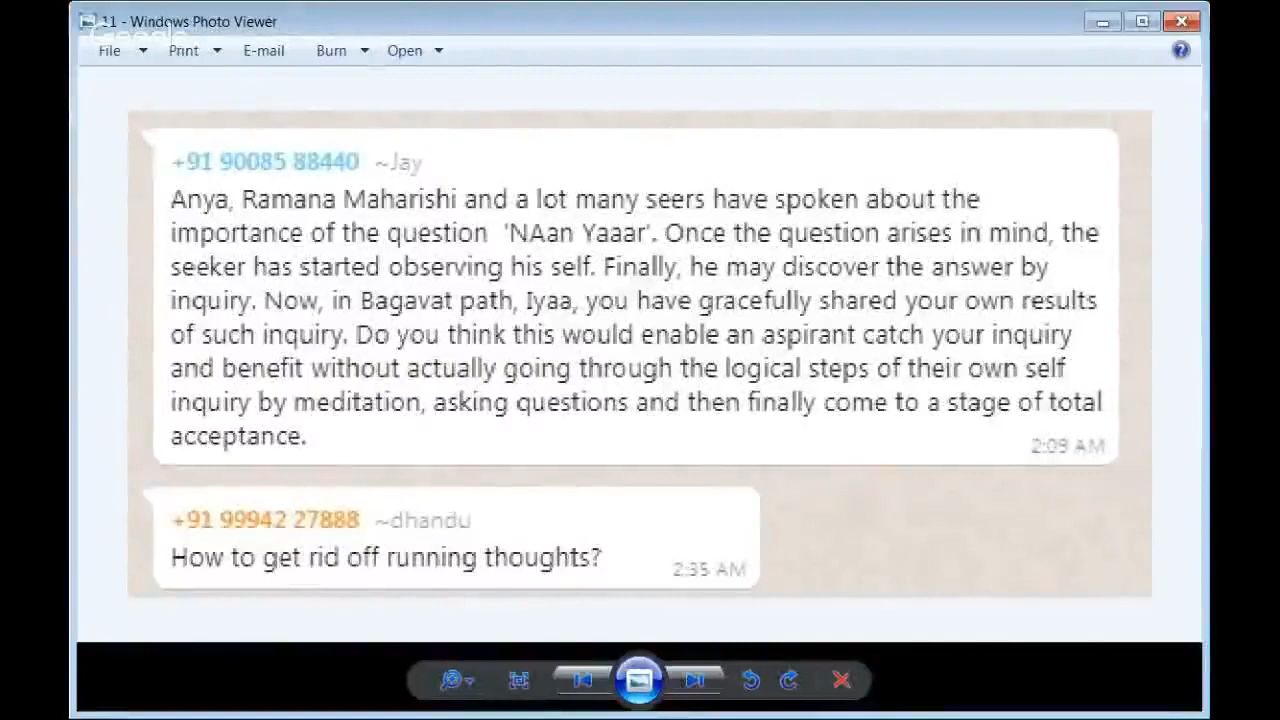 11 - Windows Photo Viewer
Google
File Print E-mail Burn Open
+91 90085 88440 ~Jay
Anya, Ramana Maharishi and a lot many seers have spoken about the
importance of the question 'NAan Yaaar'. Once the question arises in mind, the
seeker has started observing his self. Finally, he may discover the answer by
inquiry. Now, in Bagavat path, Iyaa, you have gracefully shared your own results
of such inquiry. Do you think this would enable an aspirant catch your inquiry
and benefit without actually going through the logical steps of their own self
inquiry by meditation, asking questions and then finally come to a stage of total
acceptance.
2:09 AM
+91 99942 27888 ~dhandu
How to get rid off running thoughts?
2:35 AM